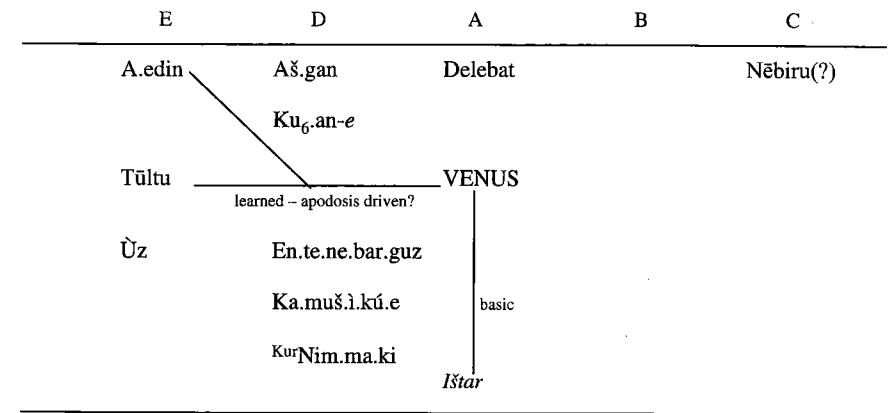 E D A B C
A.edin Aš.gan Delebat Nēbiru(?)
Ku₆.an-e
Tūltu VENUS
learned – apodosis driven?
Ùz En.te.ne.bar.guz
Ka.muš.ì.kú.e basic
ᴷᵘʳNim.ma.ki
Ištar